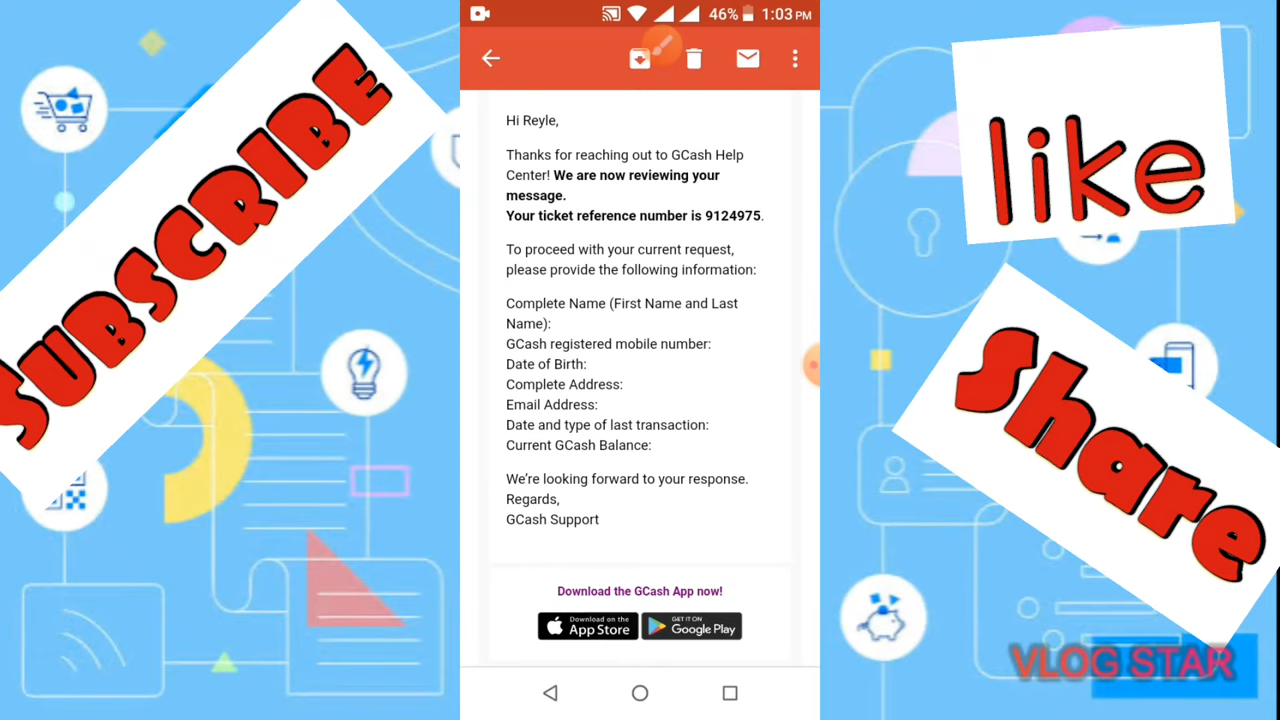 SUBSCRIBE
46% 1:03 PM
Hi Reyle,
Thanks for reaching out to GCash Help
Center! We are now reviewing your
message.
Your ticket reference number is 9124975.
To proceed with your current request,
please provide the following information:
Complete Name (First Name and Last
Name):
GCash registered mobile number:
Date of Birth:
Complete Address:
Email Address:
Date and type of last transaction:
Current GCash Balance:
We’re looking forward to your response.
Regards,
GCash Support
Download the GCash App now!
Download on the
App Store
GET IT ON
Google Play
like
Share
VLOG STAR